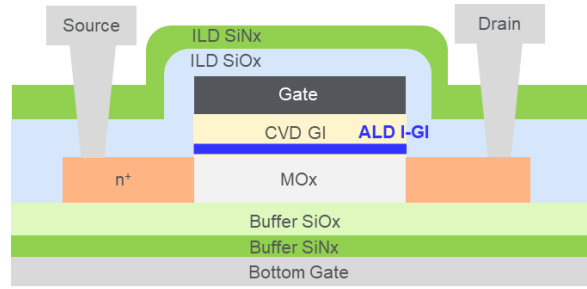 Source
Drain
ILD SiNx
ILD SiOx
Gate
CVD GI
ALD I-GI
n+
MOx
Buffer SiOx
Buffer SiNx
Bottom Gate